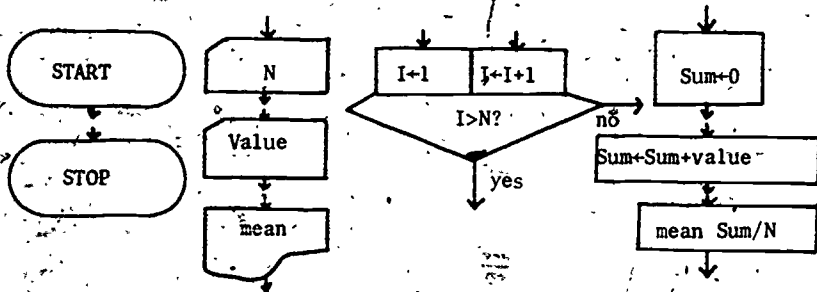 START
STOP
N
Value
mean
I←1
I←I+1
I>N?
no
yes
Sum←0
Sum←Sum+value
mean Sum/N